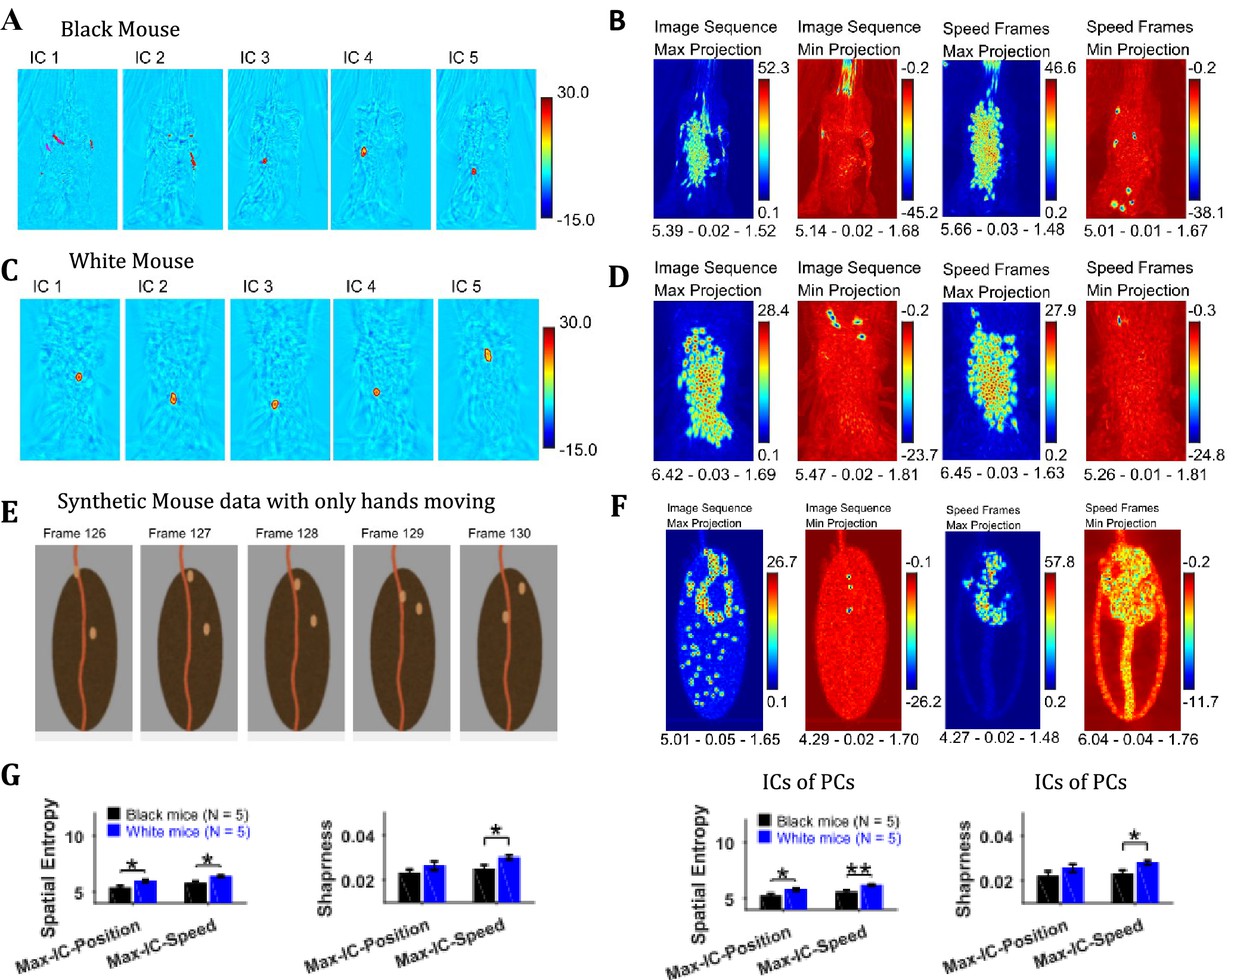 A
Black Mouse
IC 1 IC 2 IC 3 IC 4 IC 5
30.0
-15.0
B
Image Sequence Image Sequence Speed Frames Speed Frames
Max Projection Min Projection Max Projection Min Projection
52.3 -0.2 46.6 -0.2
0.1 -45.2 0.2 -38.1
5.39 - 0.02 - 1.52 5.14 - 0.02 - 1.68 5.66 - 0.03 - 1.48 5.01 - 0.01 - 1.67
C
White Mouse
IC 1 IC 2 IC 3 IC 4 IC 5
30.0
-15.0
D
Image Sequence Image Sequence Speed Frames Speed Frames
Max Projection Min Projection Max Projection Min Projection
28.4 -0.2 27.9 -0.3
0.1 -23.7 0.2 -24.8
6.42 - 0.03 - 1.69 5.47 - 0.02 - 1.81 6.45 - 0.03 - 1.63 5.26 - 0.01 - 1.81
E
Synthetic Mouse data with only hands moving
Frame 126 Frame 127 Frame 128 Frame 129 Frame 130
F
Image Sequence Image Sequence Speed Frames Speed Frames
Max Projection Min Projection Max Projection Min Projection
26.7 -0.1 57.8 -0.2
0.1 -26.2 0.2 -11.7
5.01 - 0.05 - 1.65 4.29 - 0.02 - 1.70 4.27 - 0.02 - 1.48 6.04 - 0.04 - 1.76
G
Spatial Entropy
10
5
Black mice (N = 5)
White mice (N = 5)
* *
Max-IC-Position Max-IC-Speed
Shaprness
0.04
0.02
*
Max-IC-Position Max-IC-Speed
ICs of PCs
Spatial Entropy
10
5
Black mice (N = 5)
White mice (N = 5)
* **
Max-IC-Position Max-IC-Speed
ICs of PCs
Shaprness
0.04
0.02
*
Max-IC-Position Max-IC-Speed